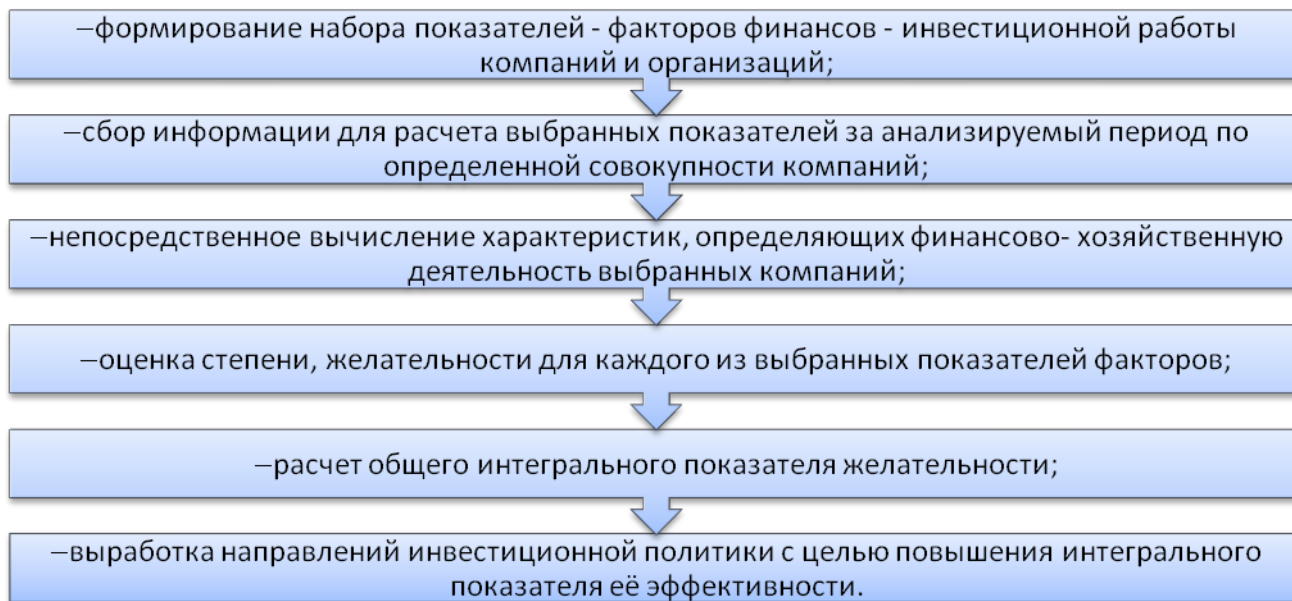 –формирование набора показателей - факторов финансов - инвестиционной работы
компаний и организаций;
–сбор информации для расчета выбранных показателей за анализируемый период по
определенной совокупности компаний;
–непосредственное вычисление характеристик, определяющих финансово- хозяйственную
деятельность выбранных компаний;
–оценка степени, желательности для каждого из выбранных показателей факторов;
–расчет общего интегрального показателя желательности;
–выработка направлений инвестиционной политики с целью повышения интегрального
показателя её эффективности.